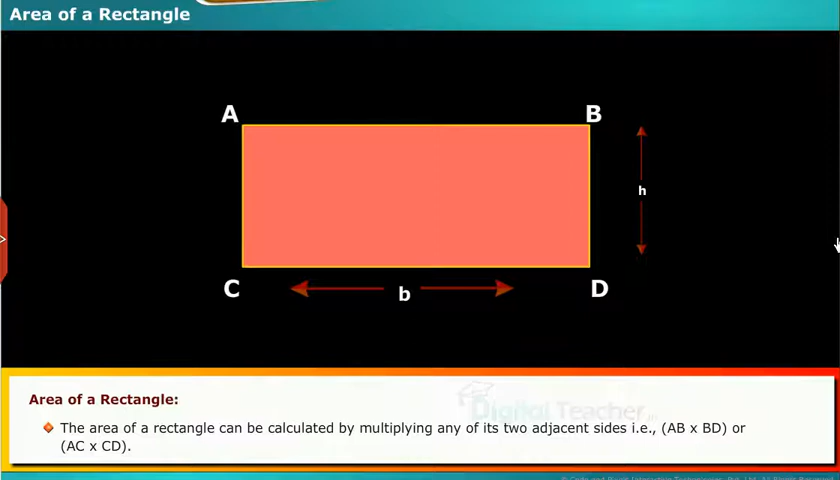 Area of a Rectangle
A
B
h
C
b
D
Area of a Rectangle:
Digital Teacher
The area of a rectangle can be calculated by multiplying any of its two adjacent sides i.e., (AB x BD) or
(AC x CD).